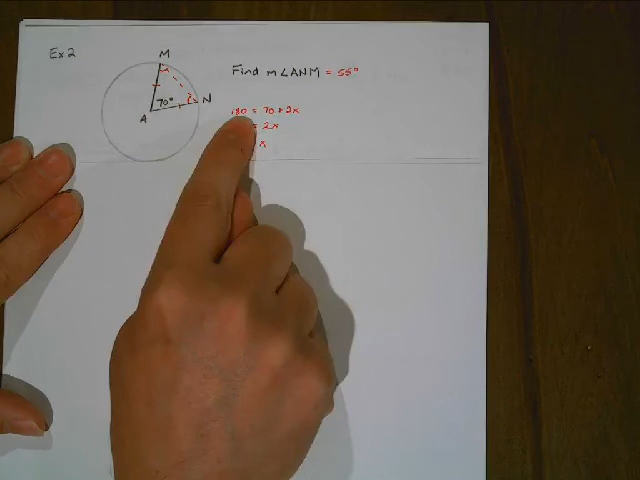 Ex 2
M
Find m∠ANM = 55°
70°
N
A
180 = 70 + 2x
= 2x
x